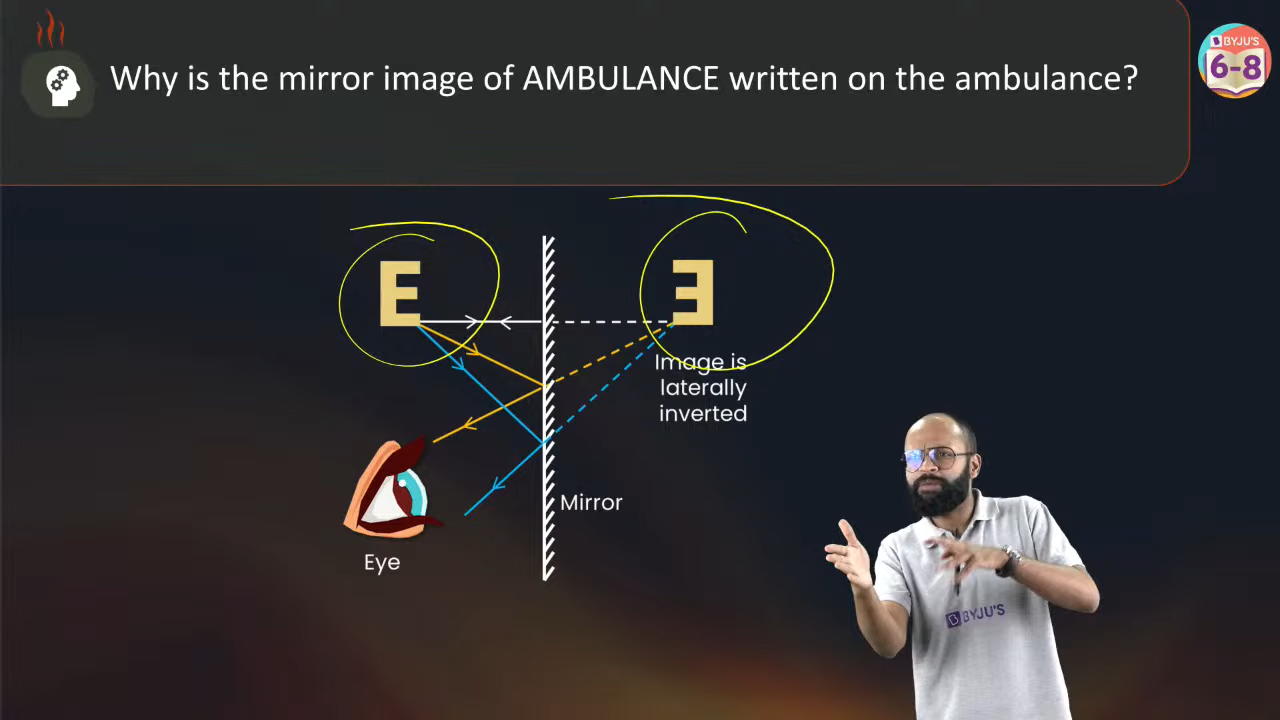 Why is the mirror image of AMBULANCE written on the ambulance?
B BYJU'S
6-8
E
E
Image is
laterally
inverted
Mirror
Eye
B BYJU'S